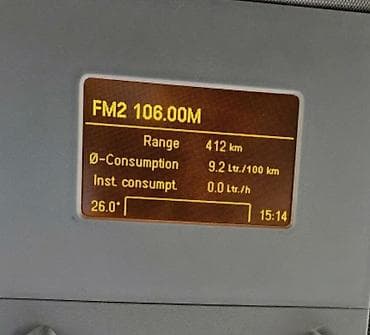 FM2 106.00M
Range 412 km
Ø-Consumption 9.2 Ltr./100 km
Inst. consumpt. 0.0 Ltr./h
26.0° 15:14